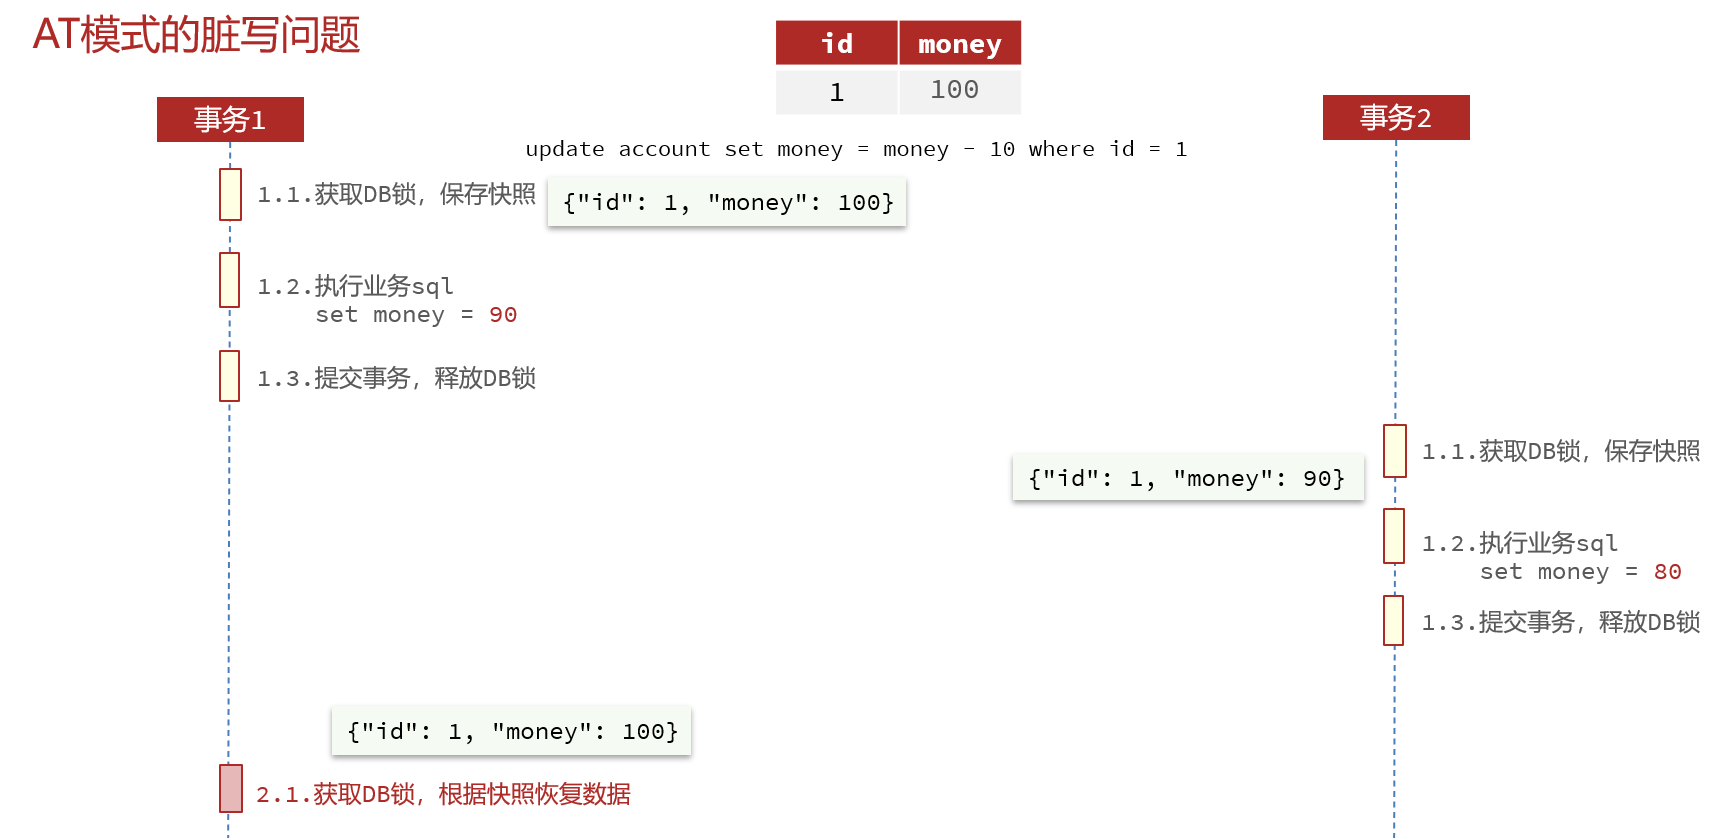 AT模式的脏写问题
id money
1 100
事务1
事务2
update account set money = money - 10 where id = 1
1.1.获取DB锁，保存快照
{"id": 1, "money": 100}
1.2.执行业务sql
set money = 90
1.3.提交事务，释放DB锁
1.1.获取DB锁，保存快照
{"id": 1, "money": 90}
1.2.执行业务sql
set money = 80
1.3.提交事务，释放DB锁
{"id": 1, "money": 100}
2.1.获取DB锁，根据快照恢复数据